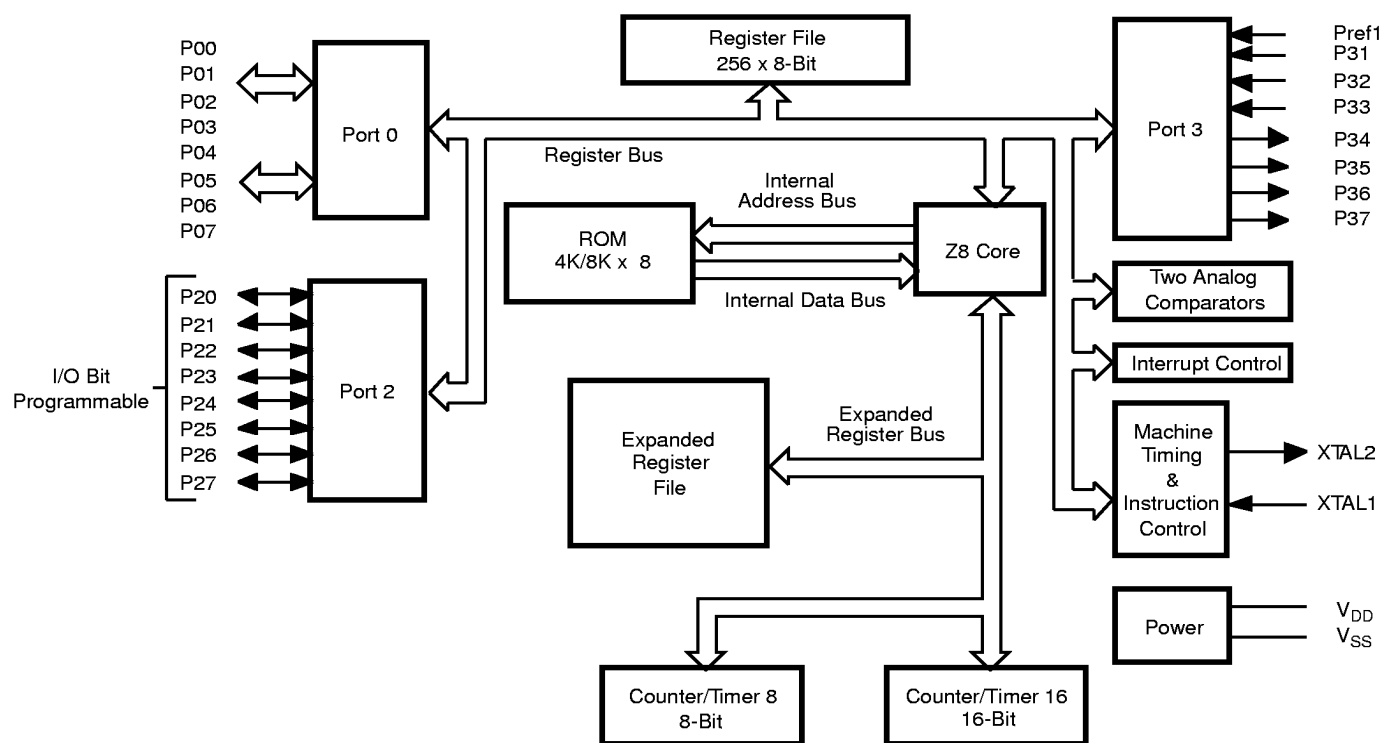 P00
P01
P02
P03
P04
P05
P06
P07
Port 0
Register File
256 x 8-Bit
Port 3
Pref1
P31
P32
P33
P34
P35
P36
P37
Register Bus
Internal
Address Bus
ROM
4K/8K x 8
Z8 Core
Internal Data Bus
Two Analog
Comparators
Interrupt Control
I/O Bit
Programmable
P20
P21
P22
P23
P24
P25
P26
P27
Port 2
Expanded
Register
File
Expanded
Register Bus
Machine
Timing
&
Instruction
Control
XTAL2
XTAL1
Power
VDD
VSS
Counter/Timer 8
8-Bit
Counter/Timer 16
16-Bit